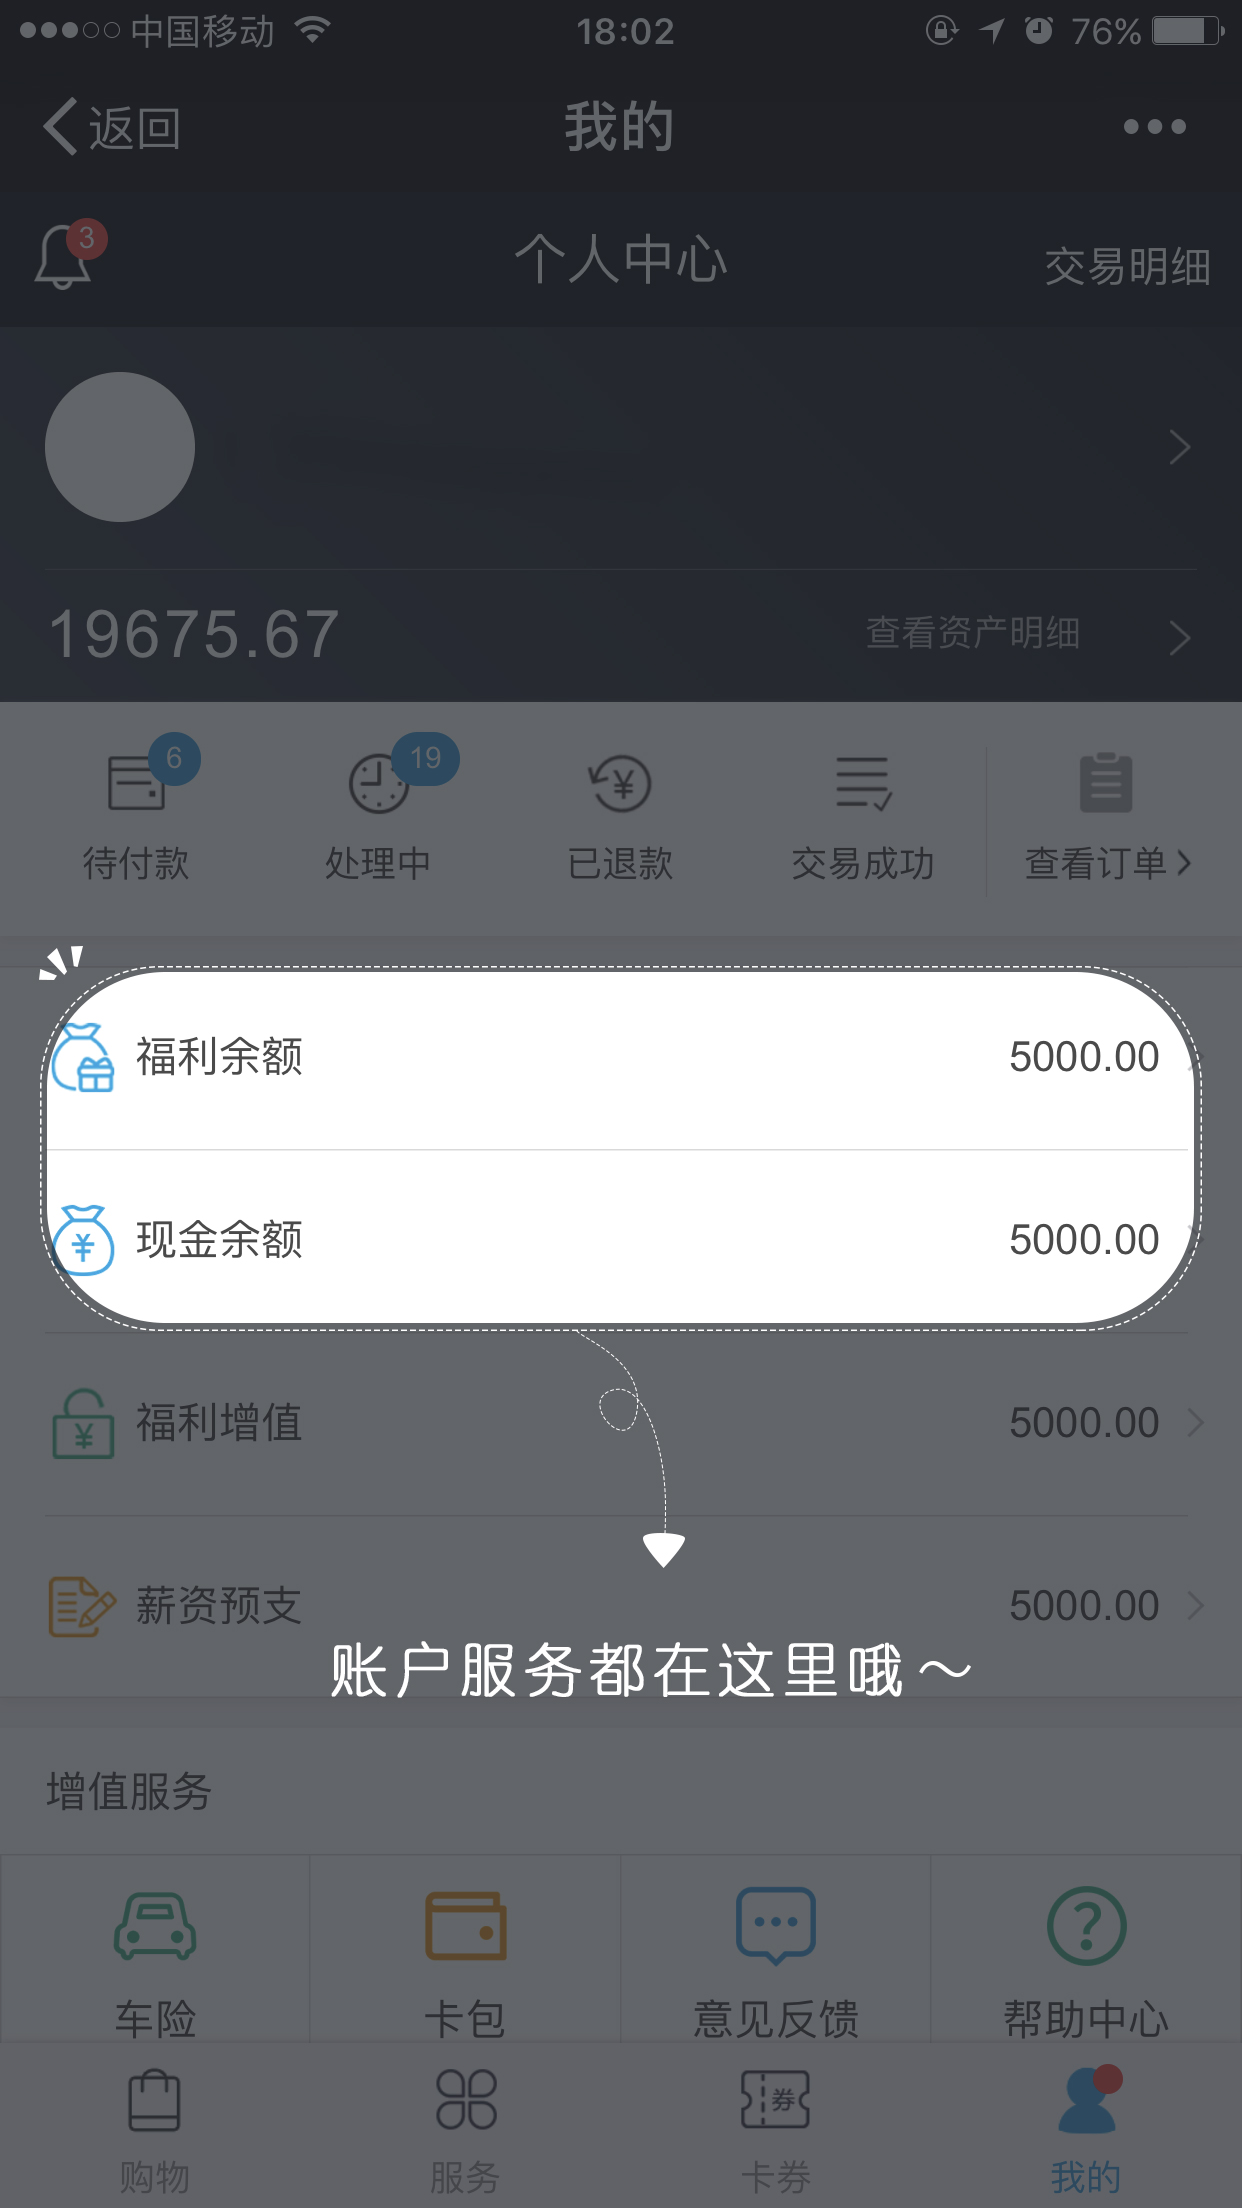 中国移动 18:02 76%
返回 我的
3 个人中心 交易明细
19675.67 查看资产明细
6 19
待付款 处理中 已退款 交易成功 查看订单
福利余额 5000.00
现金余额 5000.00
福利增值 5000.00
薪资预支 5000.00
账户服务都在这里哦～
增值服务
车险 卡包 意见反馈 帮助中心
券
购物 服务 卡券 我的